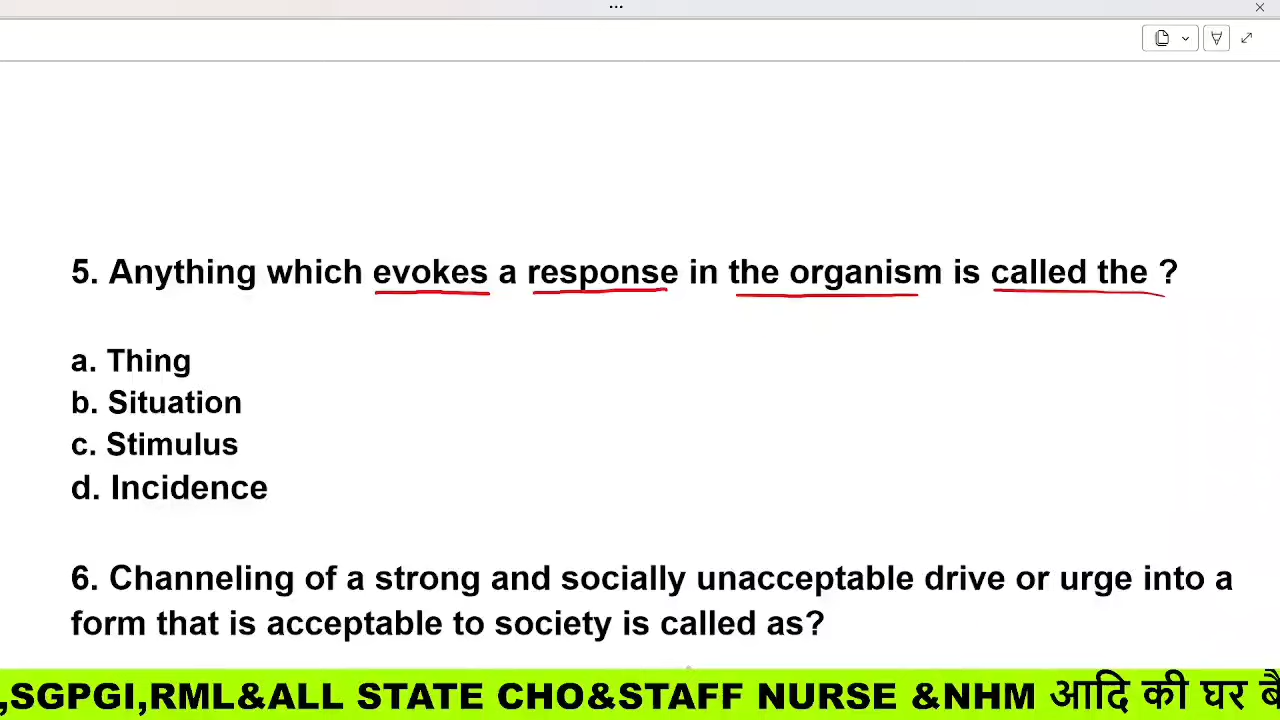 5. Anything which evokes a response in the organism is called the ?
a. Thing
b. Situation
c. Stimulus
d. Incidence
6. Channeling of a strong and socially unacceptable drive or urge into a
form that is acceptable to society is called as?
,SGPGI,RML&ALL STATE CHO&STAFF NURSE &NHM आदि की घर